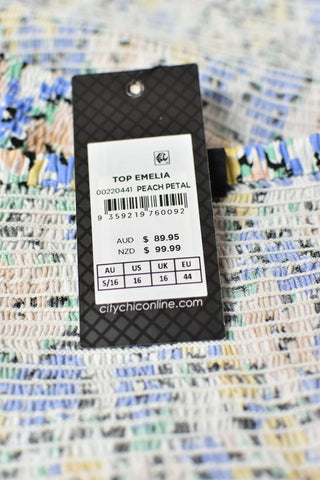 TOP EMELIA
00220441 PEACH PETAL
9 359219 760092
AUD $ 89.95
NZD $ 99.99
AU US UK EU
S/16 16 16 44
citychiconline.com